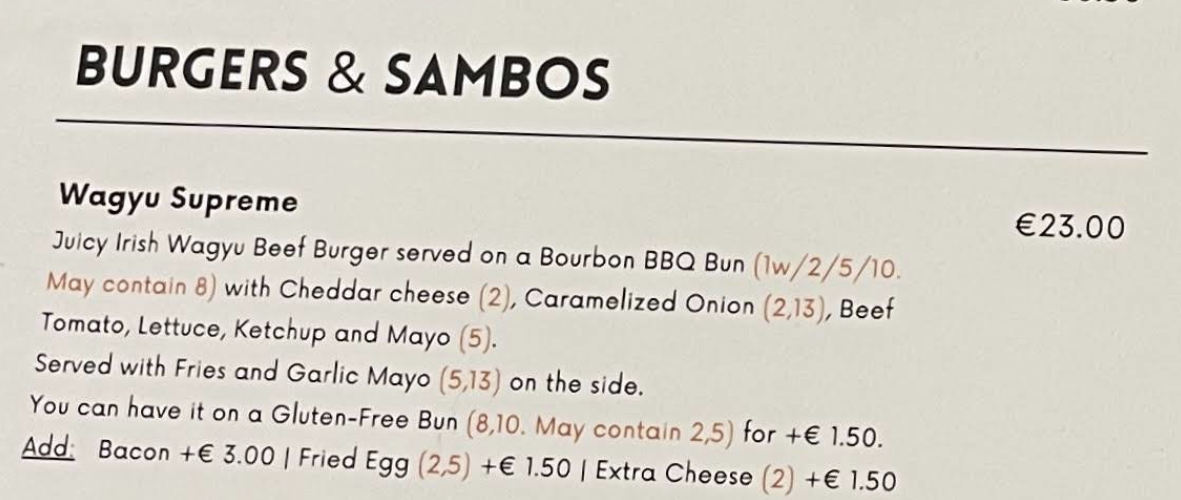 BURGERS & SAMBOS
Wagyu Supreme
€23.00
Juicy Irish Wagyu Beef Burger served on a Bourbon BBQ Bun (1w/2/5/10.
May contain 8) with Cheddar cheese (2), Caramelized Onion (2,13), Beef
Tomato, Lettuce, Ketchup and Mayo (5).
Served with Fries and Garlic Mayo (5,13) on the side.
You can have it on a Gluten-Free Bun (8,10. May contain 2,5) for +€ 1.50.
Add: Bacon +€ 3.00 | Fried Egg (2,5) +€ 1.50 | Extra Cheese (2) +€ 1.50